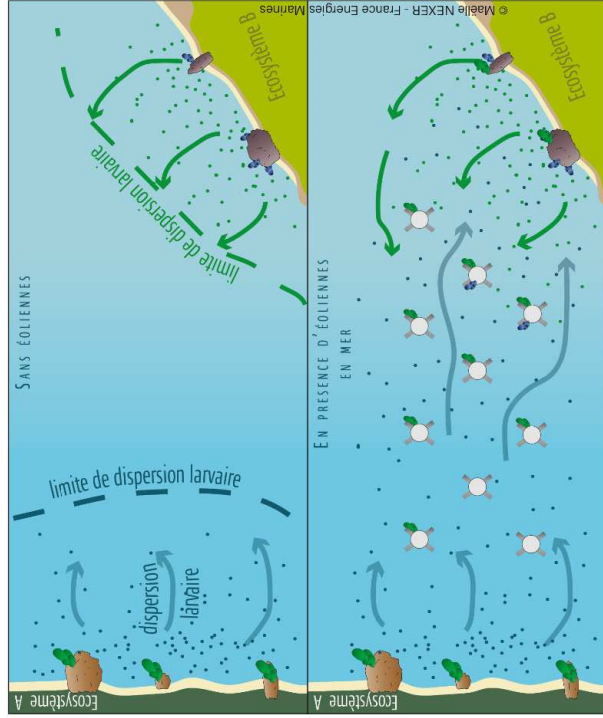 SANS ÉOLIENNES
limite de dispersion larvaire
limite de dispersion larvaire
dispersion
larvaire
Ecosystème A
Ecosystème B
EN PRESENCE D'ÉOLIENNES
EN MER
Ecosystème A
Ecosystème B
© Maëlle NEXER - France Energies Marines